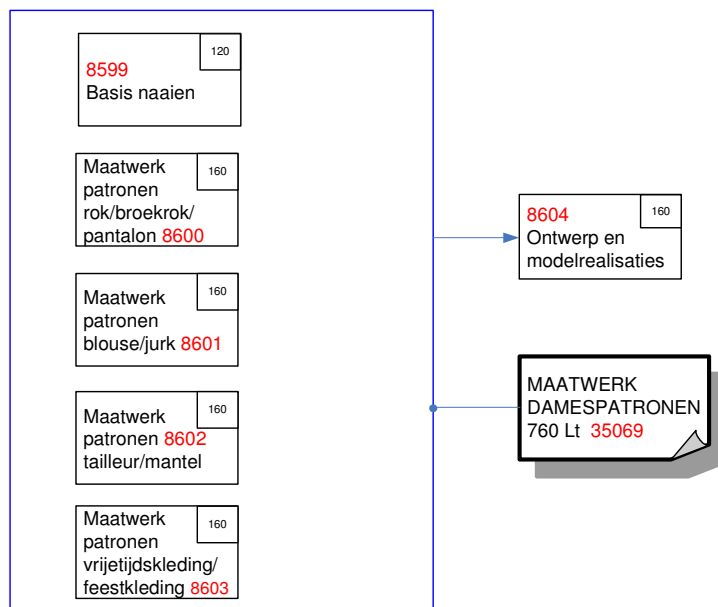 120
8599
Basis naaien
Maatwerk
160
patronen
rok/broekrok/
pantalon 8600
Maatwerk
160
patronen
blouse/jurk 8601
Maatwerk
160
patronen 8602
tailleur/mantel
Maatwerk
160
patronen
vrijetijdskleding/
feestkleding 8603
8604
160
Ontwerp en
modelrealisaties
MAATWERK
DAMESPATRONEN
760 Lt 35069